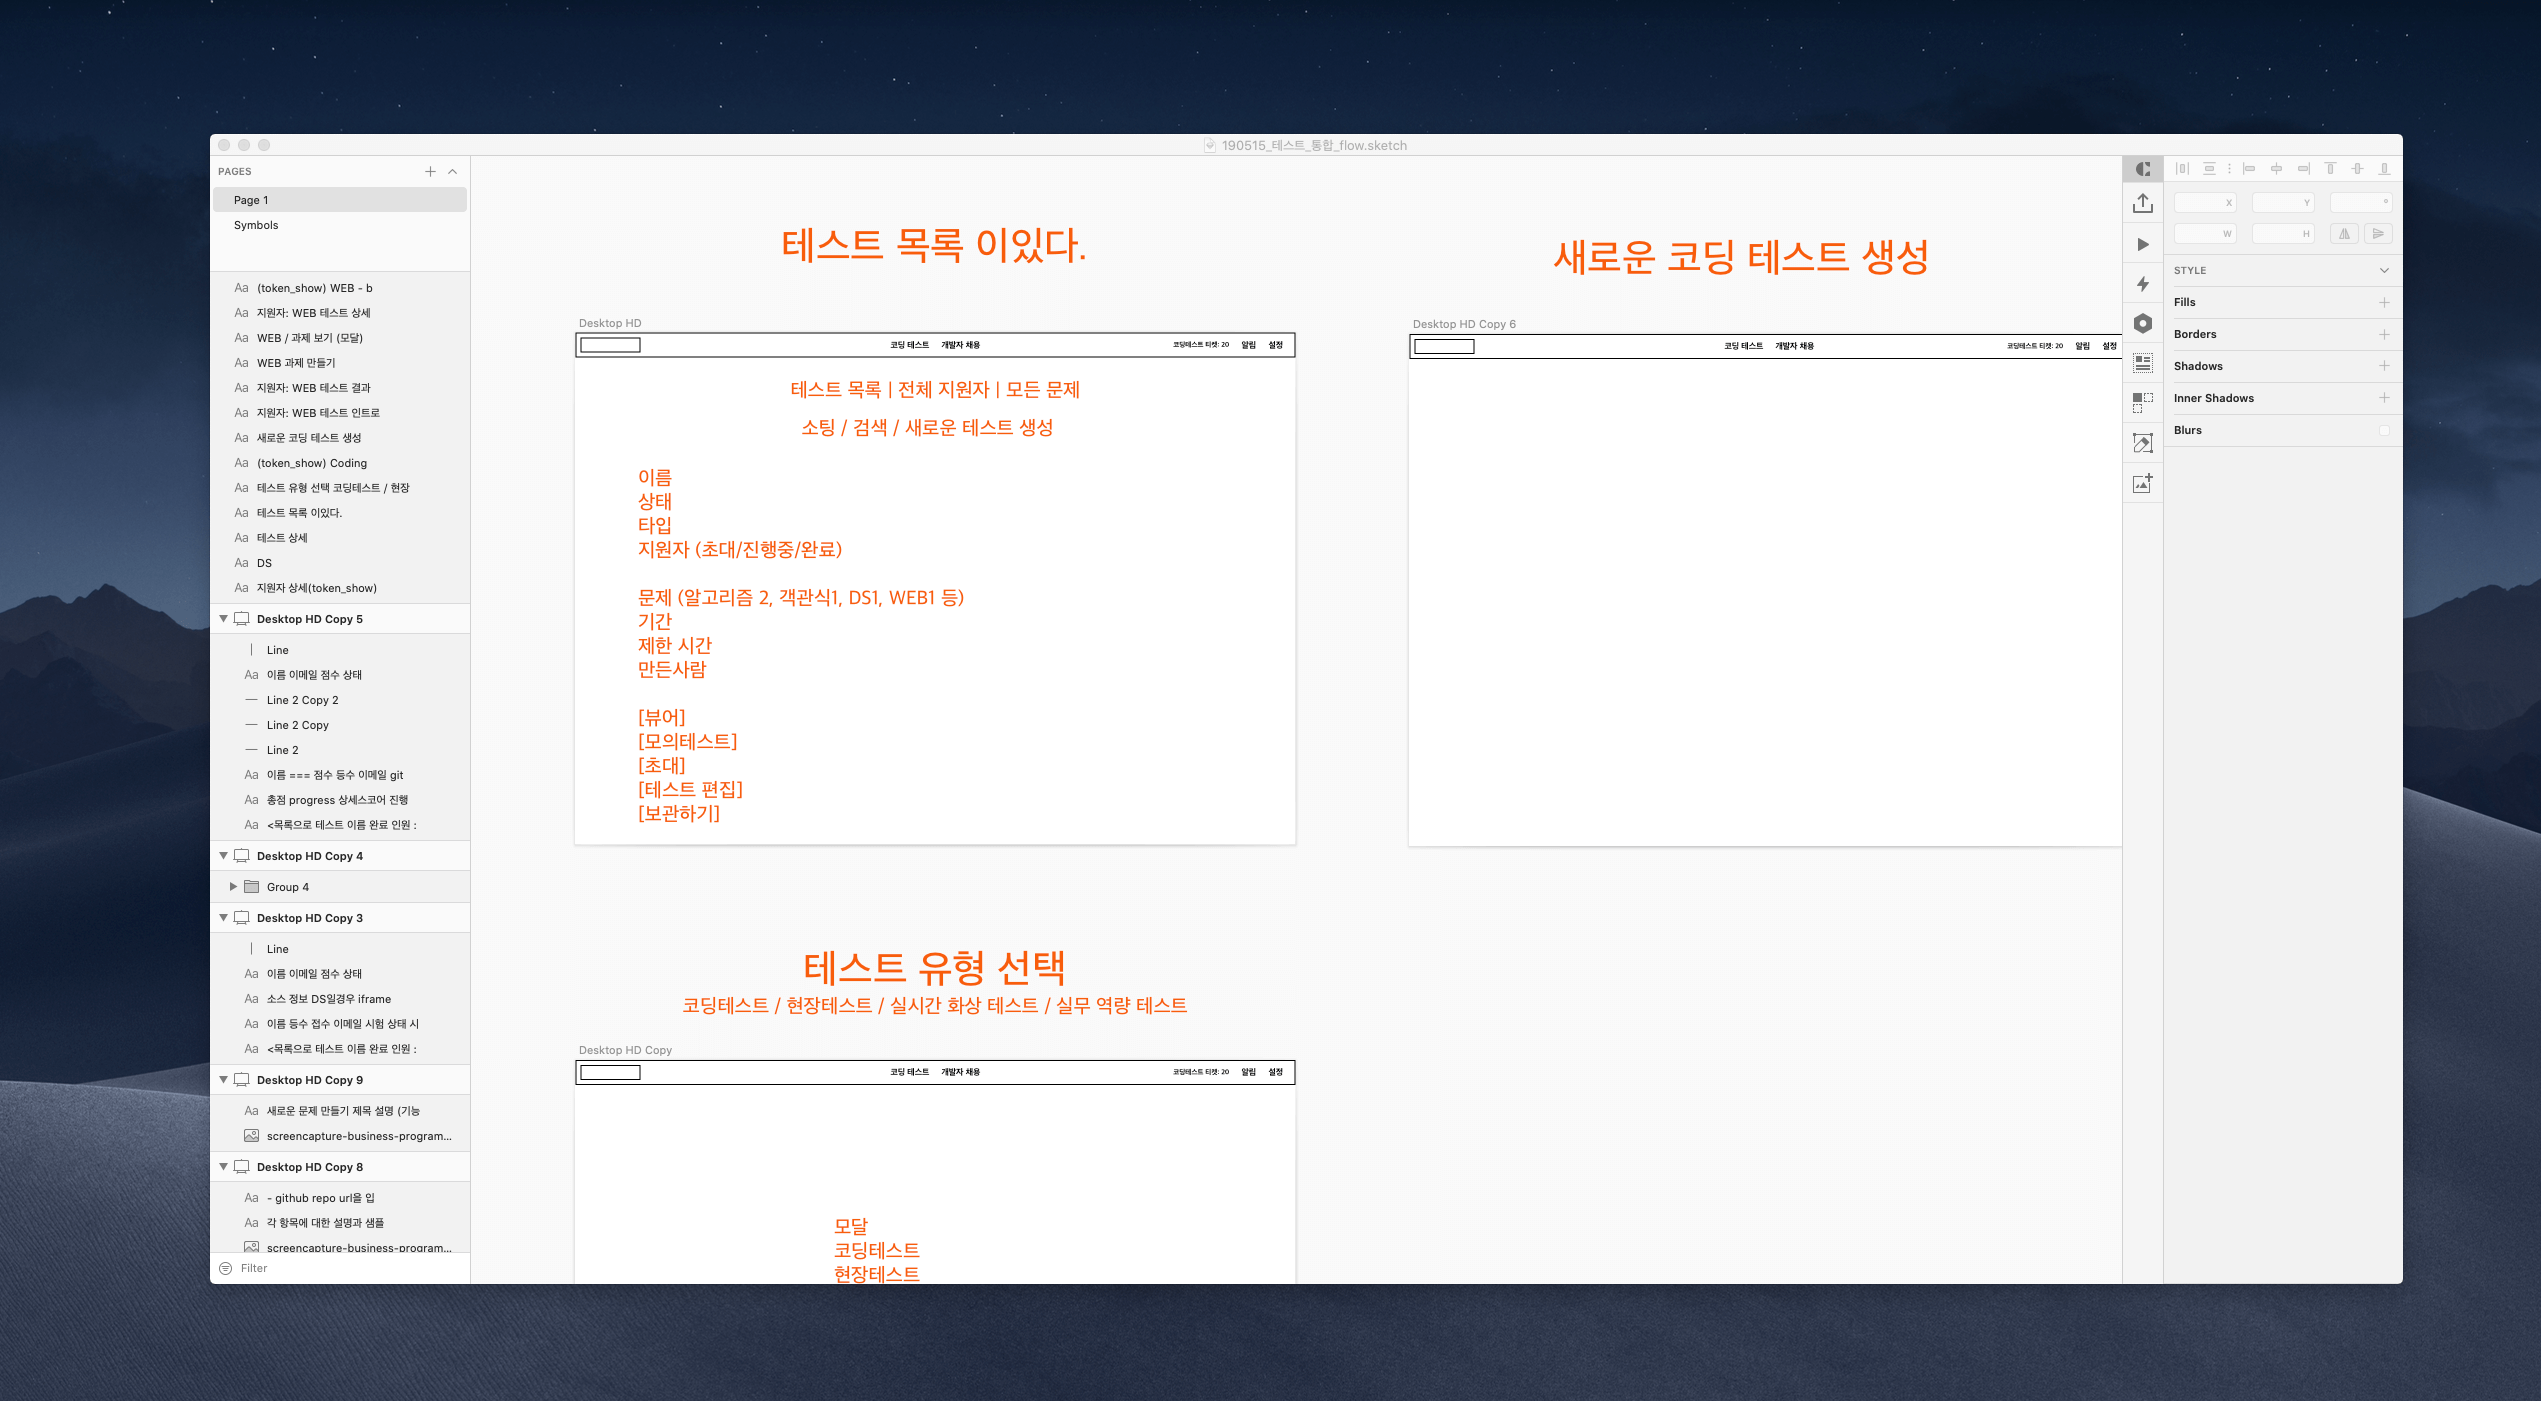 190515_테스트_통합_flow.sketch
PAGES
Page 1
Symbols
Aa (token_show) WEB - b
Aa 지원자: WEB 테스트 상세
Aa WEB / 과제 보기 (모달)
Aa WEB 과제 만들기
Aa 지원자: WEB 테스트 결과
Aa 지원자: WEB 테스트 인트로
Aa 새로운 코딩 테스트 생성
Aa (token_show) Coding
Aa 테스트 유형 선택 코딩테스트 / 현장
Aa 테스트 목록 이있다.
Aa 테스트 상세
Aa DS
Aa 지원자 상세(token_show)
Desktop HD Copy 5
Line
Aa 이름 이메일 점수 상태
Line 2 Copy 2
Line 2 Copy
Line 2
Aa 이름 === 점수 등수 이메일 git
Aa 총점 progress 상세스코어 진행
Aa <목록으로 테스트 이름 완료 인원 :
Desktop HD Copy 4
Group 4
Desktop HD Copy 3
Line
Aa 이름 이메일 점수 상태
Aa 소스 정보 DS일경우 iframe
Aa 이름 등수 접수 이메일 시험 상태 시
Aa <목록으로 테스트 이름 완료 인원 :
Desktop HD Copy 9
Aa 새로운 문제 만들기 제목 설명 (기능
screencapture-business-program...
Desktop HD Copy 8
Aa - github repo url을 입
Aa 각 항목에 대한 설명과 샘플
screencapture-business-program...
Filter
테스트 목록 이있다.
Desktop HD
코딩 테스트 개발자 채용 코딩테스트 티켓: 20 알림 설정
테스트 목록 | 전체 지원자 | 모든 문제
소팅 / 검색 / 새로운 테스트 생성
이름
상태
타입
지원자 (초대/진행중/완료)
문제 (알고리즘 2, 객관식1, DS1, WEB1 등)
기간
제한 시간
만든사람
[뷰어]
[모의테스트]
[초대]
[테스트 편집]
[보관하기]
새로운 코딩 테스트 생성
Desktop HD Copy 6
코딩 테스트 개발자 채용 코딩테스트 티켓: 20 알림 설정
테스트 유형 선택
코딩테스트 / 현장테스트 / 실시간 화상 테스트 / 실무 역량 테스트
Desktop HD Copy
코딩 테스트 개발자 채용 코딩테스트 티켓: 20 알림 설정
모달
코딩테스트
현장테스트
X Y °
W H
STYLE
Fills
Borders
Shadows
Inner Shadows
Blurs